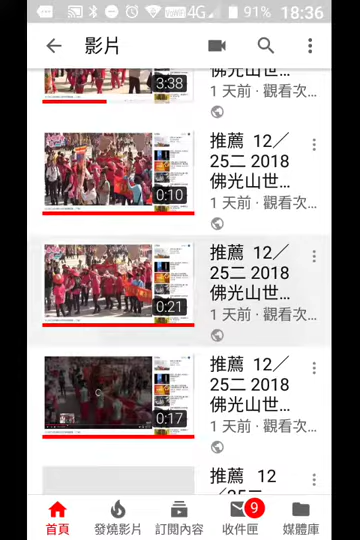 VoWiFi 4G 91% 18:36
影片
佛光山世…
3:38
1 天前 · 觀看次…
推薦 12／
25二 2018
佛光山世…
0:10
1 天前 · 觀看次…
推薦 12／
25二 2018
佛光山世…
0:21
1 天前 · 觀看次…
推薦 12／
25二 2018
佛光山世…
0:17
1 天前 · 觀看次…
推薦 12／
9
首頁 發燒影片 訂閱內容 收件匣 媒體庫